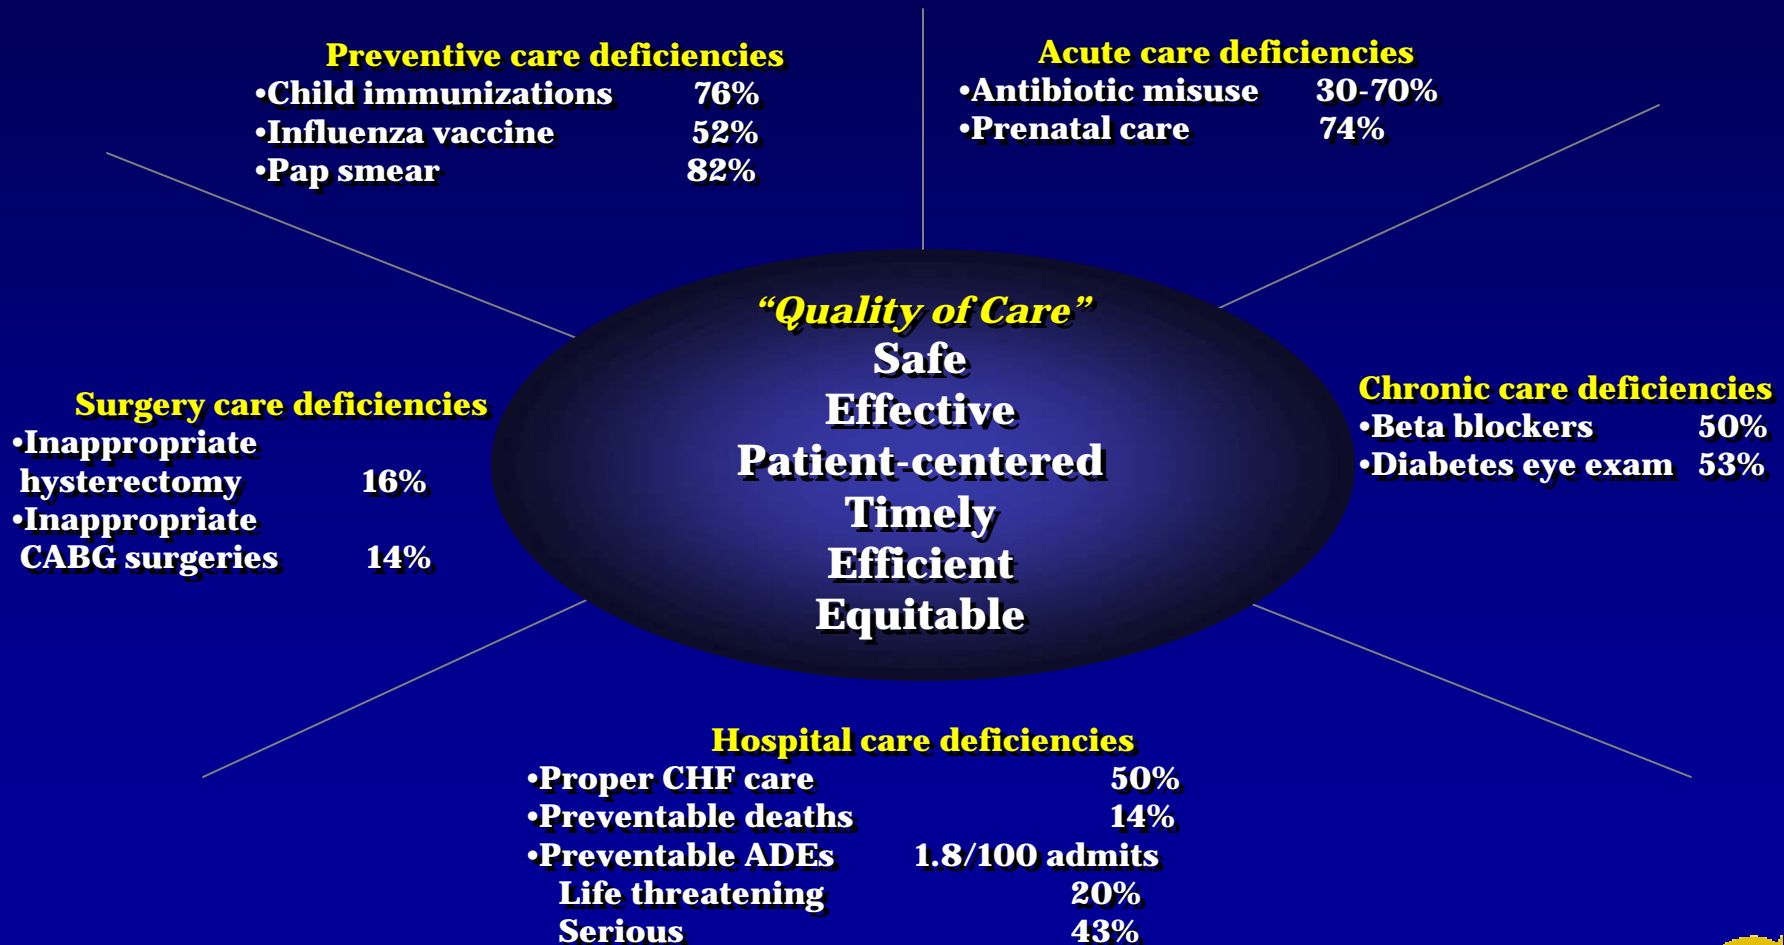 Preventive care deficiencies
•Child immunizations 76%
•Influenza vaccine 52%
•Pap smear 82%
Acute care deficiencies
•Antibiotic misuse 30-70%
•Prenatal care 74%
“Quality of Care”
Safe
Effective
Patient-centered
Timely
Efficient
Equitable
Surgery care deficiencies
•Inappropriate
hysterectomy 16%
•Inappropriate
CABG surgeries 14%
Chronic care deficiencies
•Beta blockers 50%
•Diabetes eye exam 53%
Hospital care deficiencies
•Proper CHF care 50%
•Preventable deaths 14%
•Preventable ADEs 1.8/100 admits
Life threatening 20%
Serious 43%